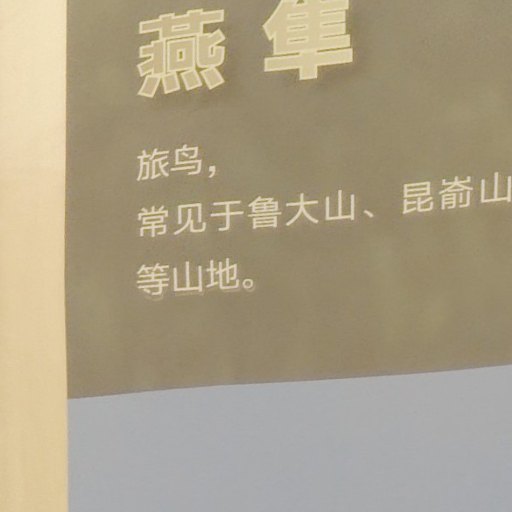 燕隼
旅鸟，
常见于鲁大山、昆嵛山
等山地。